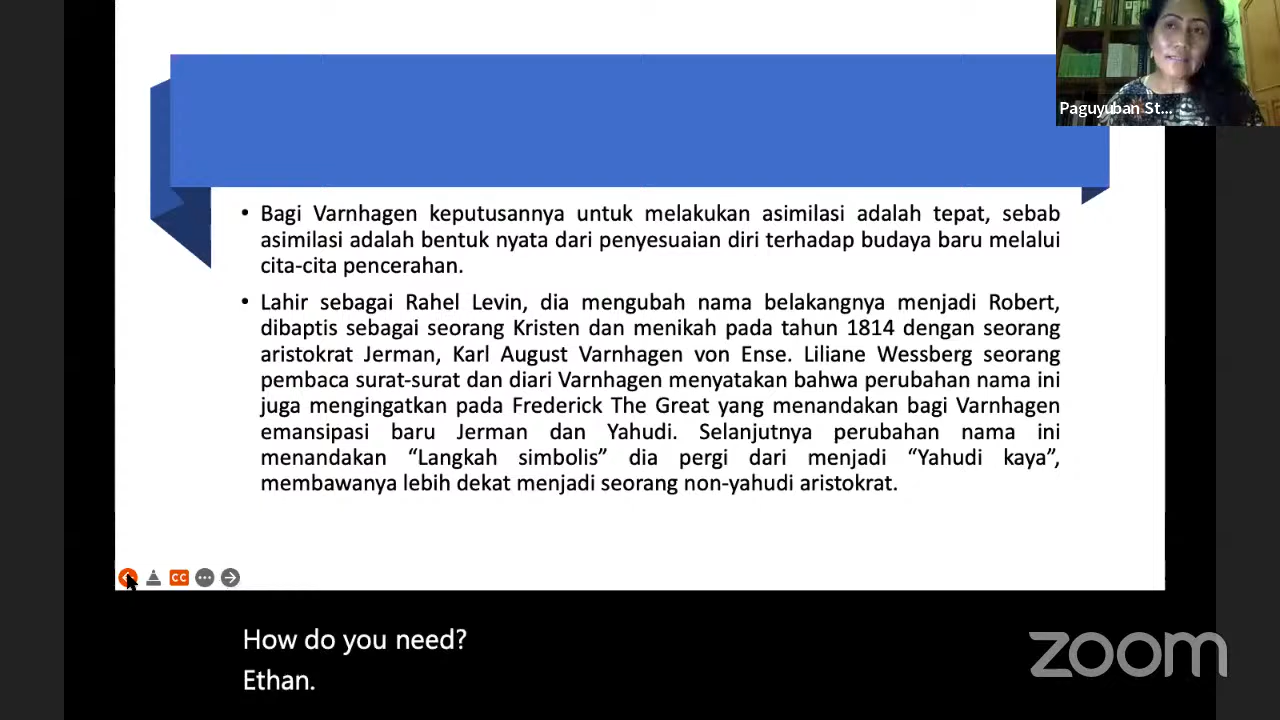 Paguyuban St...
• Bagi Varnhagen keputusannya untuk melakukan asimilasi adalah tepat, sebab
asimilasi adalah bentuk nyata dari penyesuaian diri terhadap budaya baru melalui
cita-cita pencerahan.
• Lahir sebagai Rahel Levin, dia mengubah nama belakangnya menjadi Robert,
dibaptis sebagai seorang Kristen dan menikah pada tahun 1814 dengan seorang
aristokrat Jerman, Karl August Varnhagen von Ense. Liliane Wessberg seorang
pembaca surat-surat dan diari Varnhagen menyatakan bahwa perubahan nama ini
juga mengingatkan pada Frederick The Great yang menandakan bagi Varnhagen
emansipasi baru Jerman dan Yahudi. Selanjutnya perubahan nama ini
menandakan “Langkah simbolis” dia pergi dari menjadi “Yahudi kaya”,
membawanya lebih dekat menjadi seorang non-yahudi aristokrat.
CC
How do you need?
Ethan.
zoom